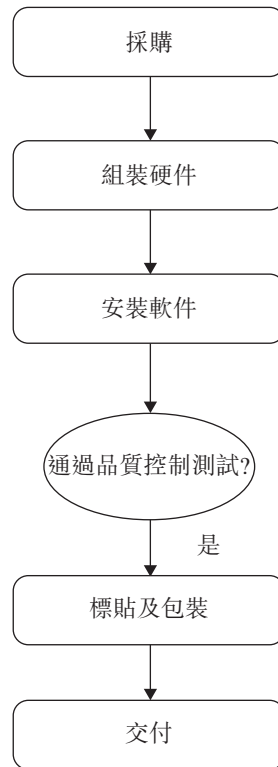 採購
組裝硬件
安裝軟件
通過品質控制測試?
是
標貼及包裝
交付